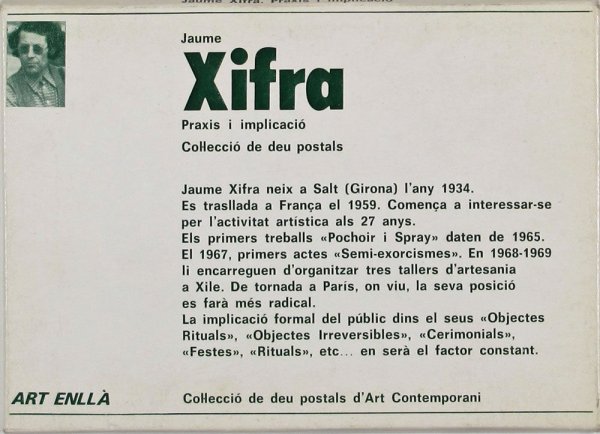 Jaume Xifra. Praxis i implicació
Jaume
Xifra
Praxis i implicació
Col·lecció de deu postals
Jaume Xifra neix a Salt (Girona) l'any 1934.
Es trasllada a França el 1959. Comença a interessar-se
per l'activitat artística als 27 anys.
Els primers treballs «Pochoir i Spray» daten de 1965.
El 1967, primers actes «Semi-exorcismes». En 1968-1969
li encarreguen d'organitzar tres tallers d'artesania
a Xile. De tornada a París, on viu, la seva posició
es farà més radical.
La implicació formal del públic dins el seus «Objectes
Rituals», «Objectes Irreversibles», «Cerimonials»,
«Festes», «Rituals», etc... en serà el factor constant.
ART ENLLÀ
Col·lecció de deu postals d'Art Contemporani